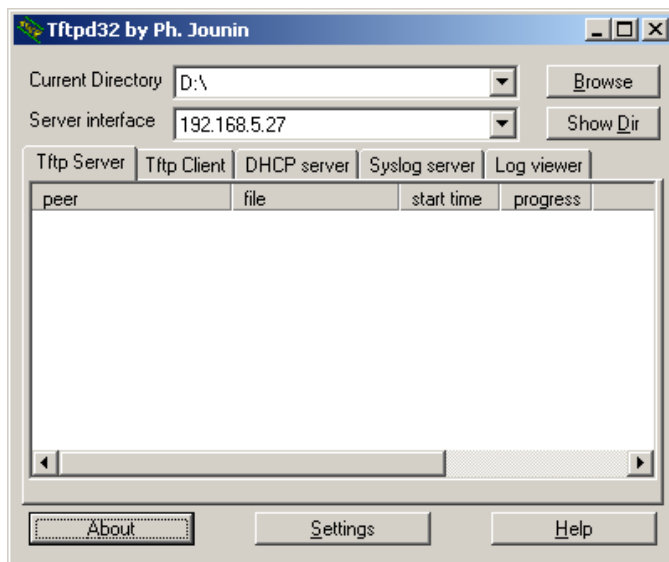 Tftpd32 by Ph. Jounin
Current Directory D:\ Browse
Server interface 192.168.5.27 Show Dir
Tftp Server Tftp Client DHCP server Syslog server Log viewer
peer file start time progress
About Settings Help